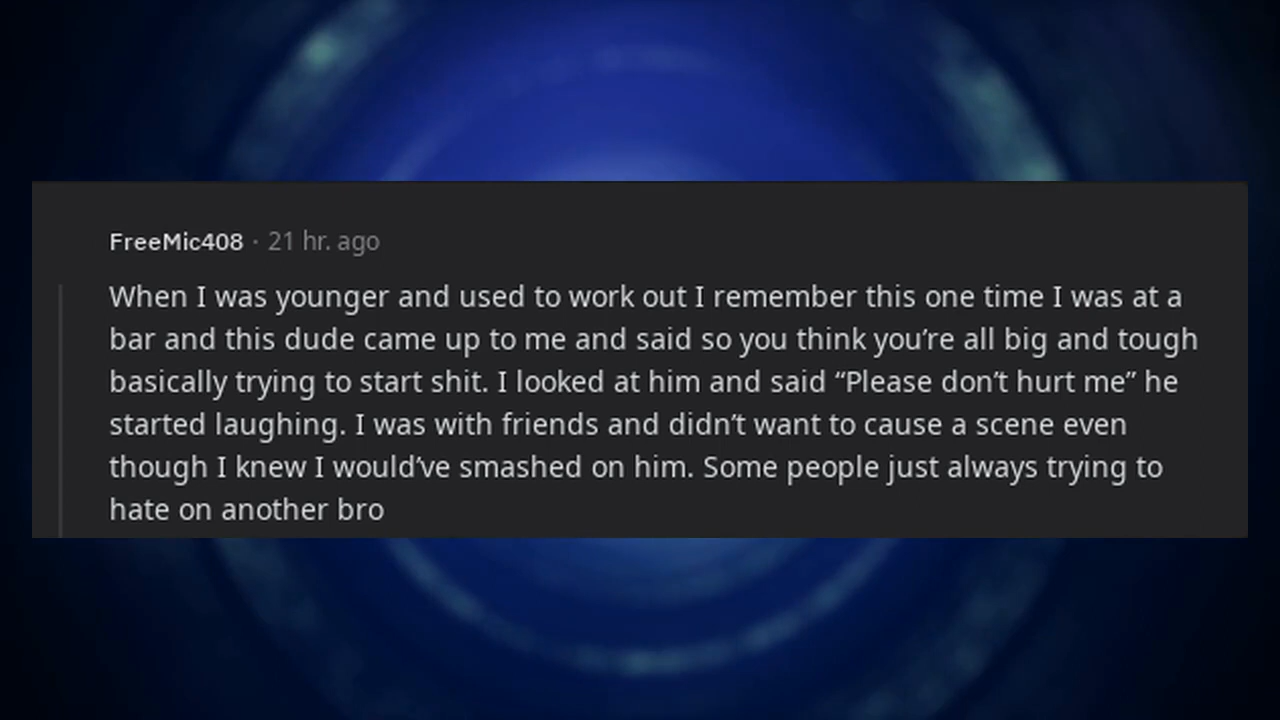 FreeMic408 · 21 hr. ago
When I was younger and used to work out I remember this one time I was at a
bar and this dude came up to me and said so you think you’re all big and tough
basically trying to start shit. I looked at him and said “Please don’t hurt me” he
started laughing. I was with friends and didn’t want to cause a scene even
though I knew I would’ve smashed on him. Some people just always trying to
hate on another bro